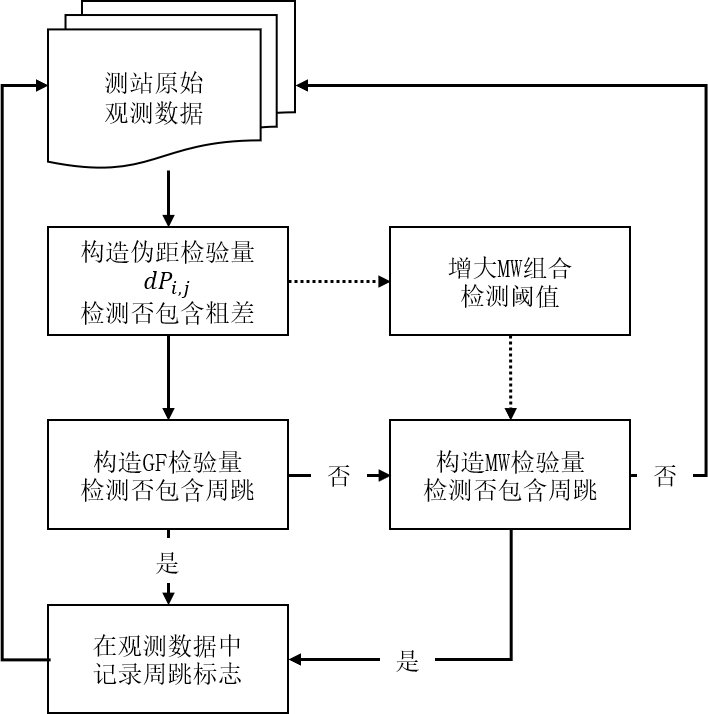 测站原始
观测数据
构造伪距检验量
dP_{i,j}
检测否包含粗差
增大MW组合
检测阈值
构造GF检验量
检测否包含周跳
否
构造MW检验量
检测否包含周跳
否
是
在观测数据中
记录周跳标志
是